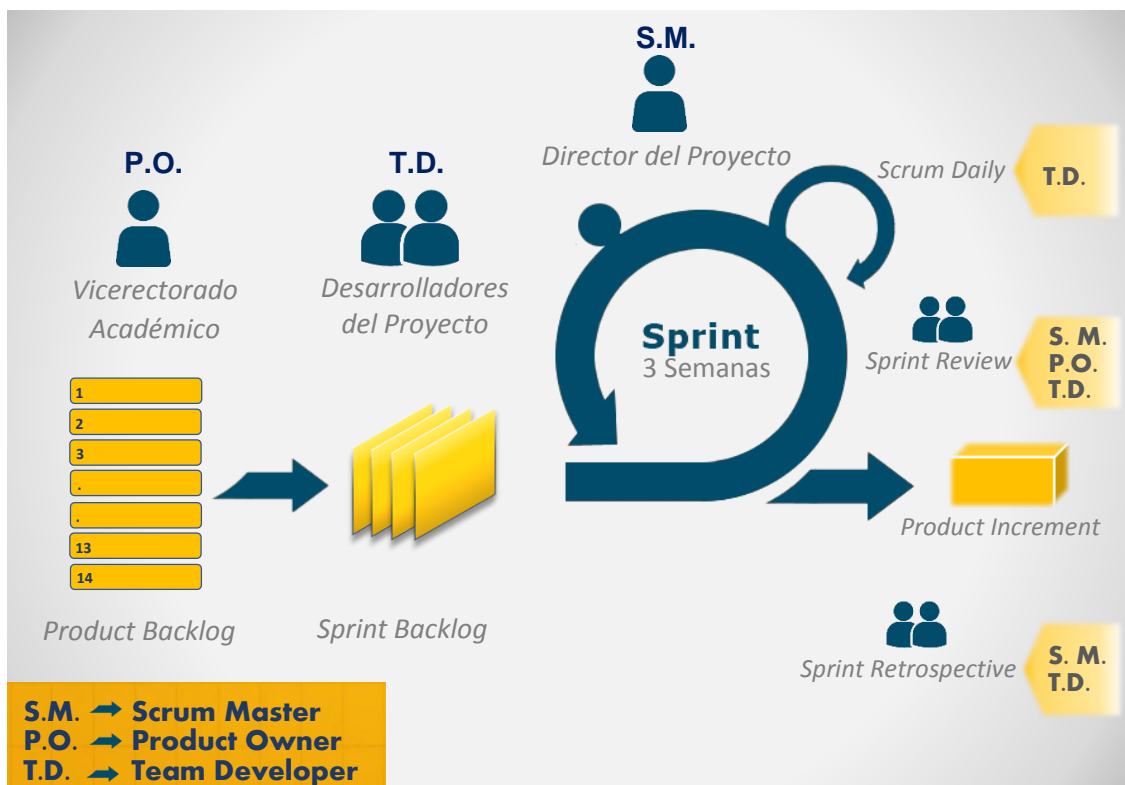 S.M.
Director del Proyecto
P.O.
Vicerectorado
Académico
T.D.
Desarrolladores
del Proyecto
Scrum Daily
T.D.
Sprint
3 Semanas
Sprint Review
S. M.
P.O.
T.D.
1
2
3
.
.
13
14
Product Backlog
Sprint Backlog
Product Increment
Sprint Retrospective
S. M.
T.D.
S.M. Scrum Master
P.O. Product Owner
T.D. Team Developer